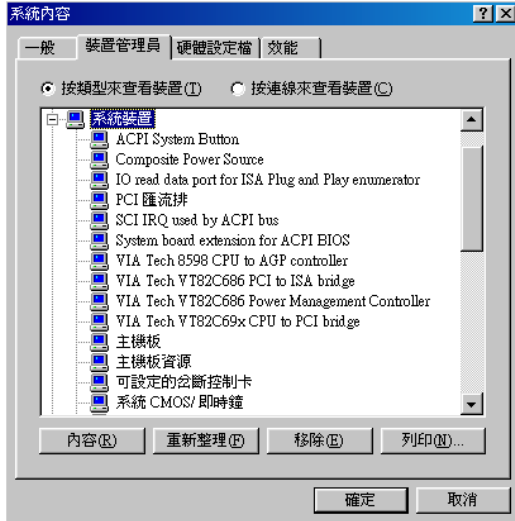 系統內容
一般 裝置管理員 硬體設定檔 效能
按類型來查看裝置(T) 按連線來查看裝置(C)
系統裝置
ACPI System Button
Composite Power Source
IO read data port for ISA Plug and Play enumerator
PCI 匯流排
SCI IRQ used by ACPI bus
System board extension for ACPI BIOS
VIA Tech 8598 CPU to AGP controller
VIA Tech VT82C686 PCI to ISA bridge
VIA Tech VT82C686 Power Management Controller
VIA Tech VT82C69x CPU to PCI bridge
主機板
主機板資源
可設定的岔斷控制卡
系統 CMOS/ 即時鐘
內容(R) 重新整理(F) 移除(E) 列印(N)...
確定 取消